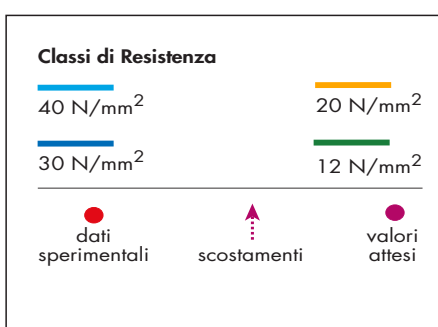 Classi di Resistenza
40 N/mm²
20 N/mm²
30 N/mm²
12 N/mm²
dati
sperimentali
scostamenti
valori
attesi